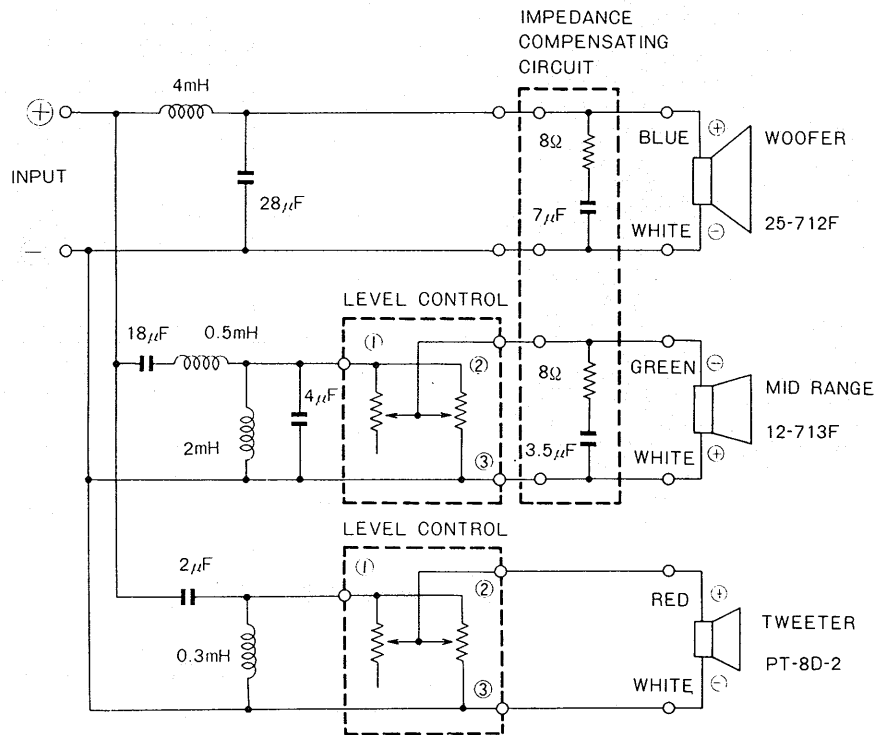 IMPEDANCE
COMPENSATING
CIRCUIT
4mH
⊕
8Ω
BLUE
⊕
WOOFER
INPUT
28μF
7μF
WHITE
⊖
25-712F
−
LEVEL CONTROL
18μF
0.5mH
①
②
8Ω
GREEN
⊖
4μF
MID RANGE
12-713F
2mH
③
3.5μF
WHITE
⊕
LEVEL CONTROL
2μF
①
②
RED
⊕
TWEETER
0.3mH
PT-8D-2
③
WHITE
⊖